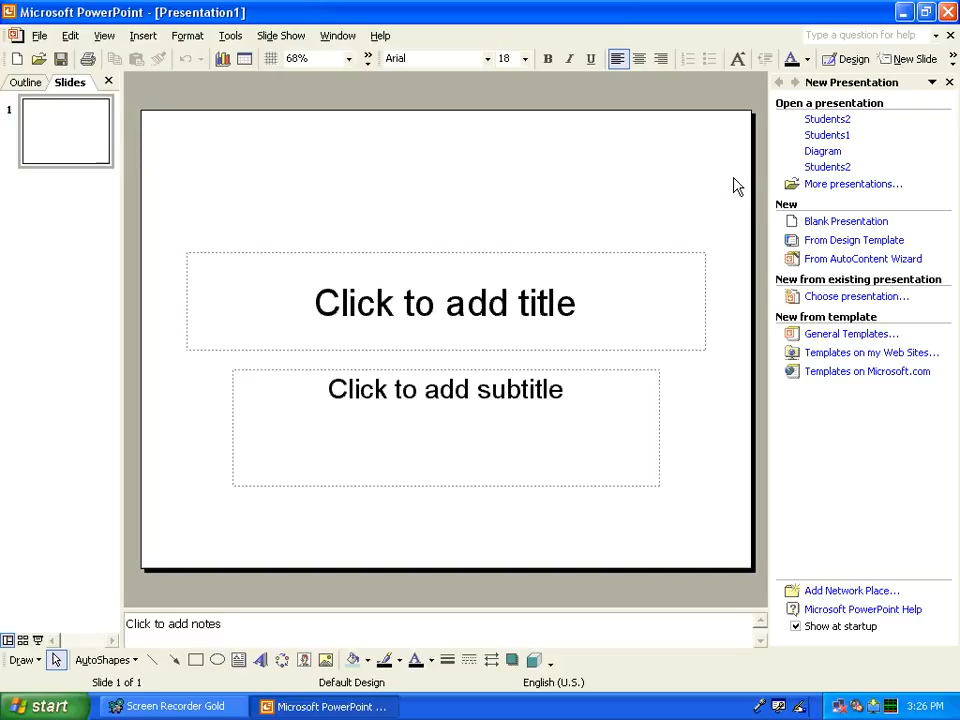 Microsoft PowerPoint - [Presentation1]
File Edit View Insert Format Tools Slide Show Window Help Type a question for help
68% Arial 18 B I U A A Design New Slide
Outline Slides New Presentation
1
Open a presentation
Students2
Students1
Diagram
Students2
More presentations...
New
Blank Presentation
From Design Template
From AutoContent Wizard
New from existing presentation
Choose presentation...
New from template
General Templates...
Templates on my Web Sites...
Templates on Microsoft.com
Click to add title
Click to add subtitle
Add Network Place...
Microsoft PowerPoint Help
Show at startup
Click to add notes
Draw AutoShapes A
Slide 1 of 1 Default Design English (U.S.)
start Screen Recorder Gold Microsoft PowerPoint ... 3:26 PM